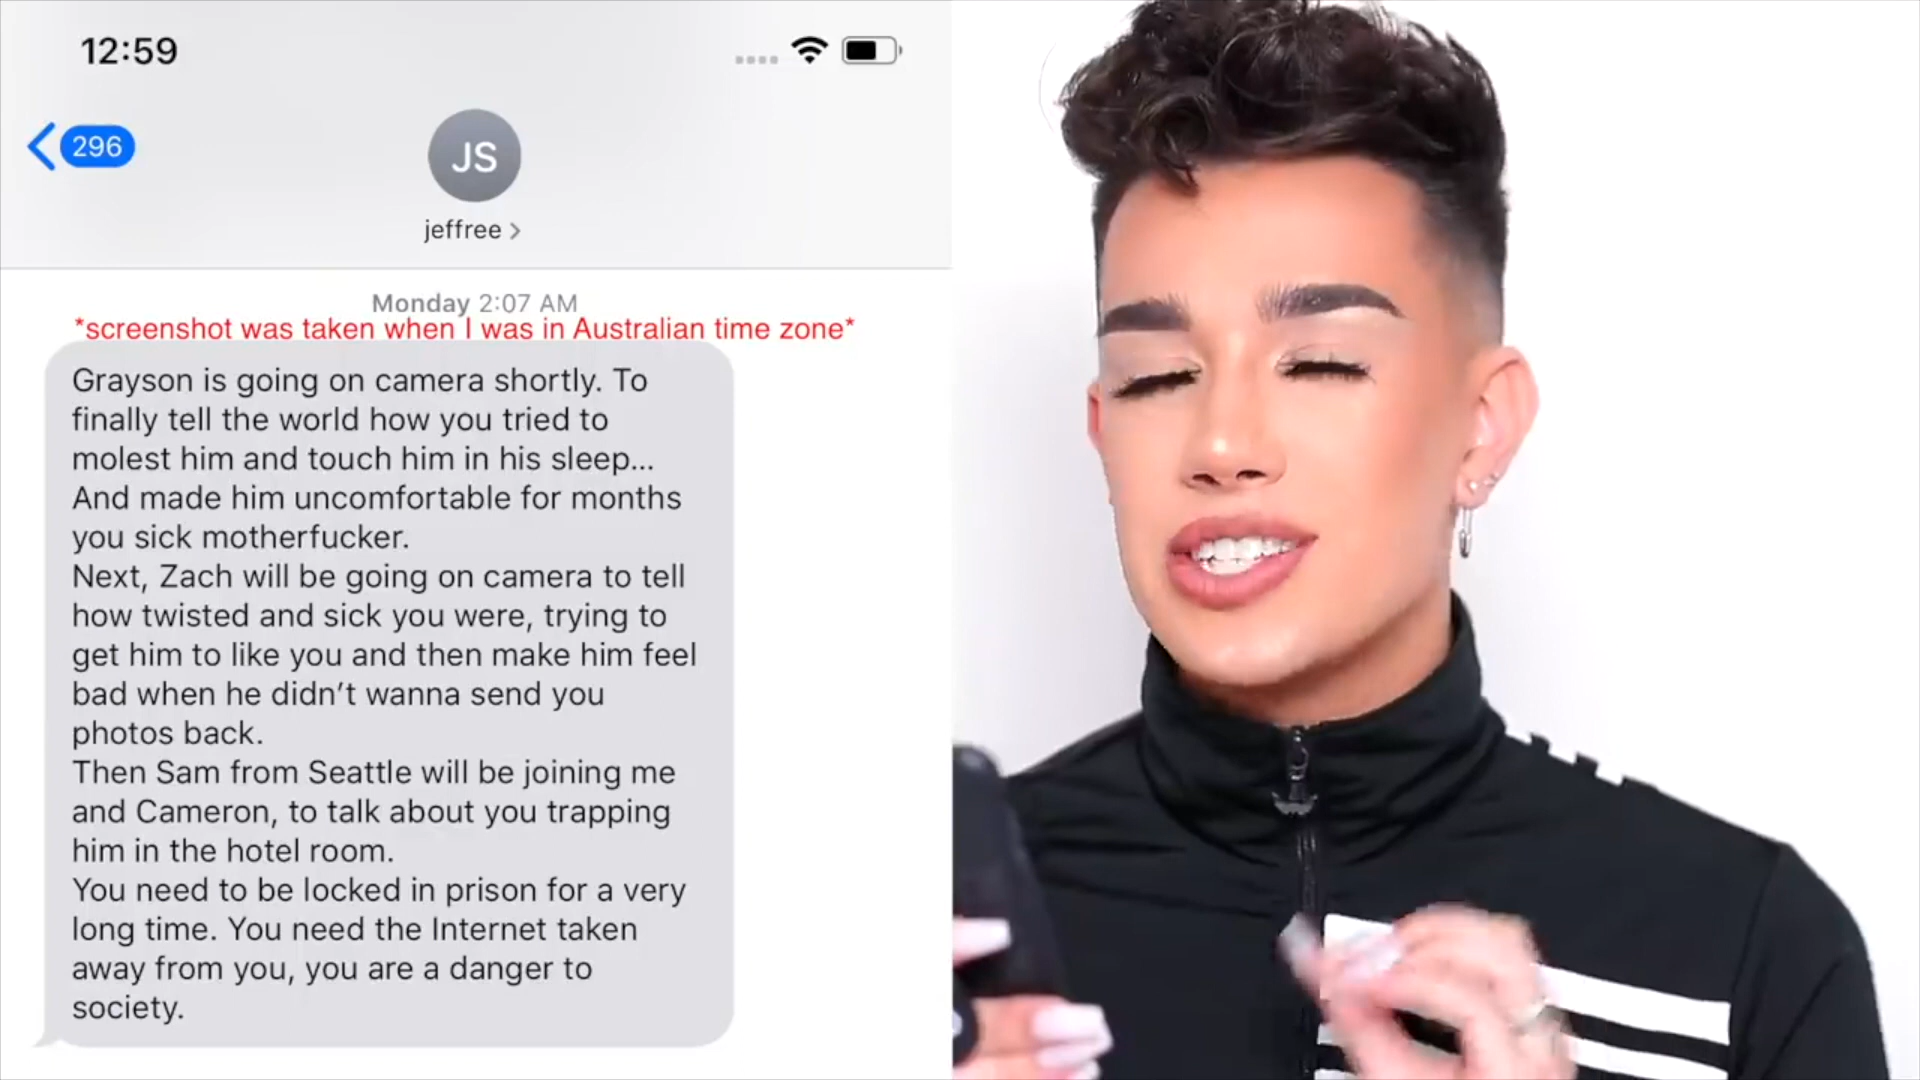 12:59
296
JS
jeffree >
Monday 2:07 AM
*screenshot was taken when I was in Australian time zone*
Grayson is going on camera shortly. To
finally tell the world how you tried to
molest him and touch him in his sleep...
And made him uncomfortable for months
you sick motherfucker.
Next, Zach will be going on camera to tell
how twisted and sick you were, trying to
get him to like you and then make him feel
bad when he didn’t wanna send you
photos back.
Then Sam from Seattle will be joining me
and Cameron, to talk about you trapping
him in the hotel room.
You need to be locked in prison for a very
long time. You need the Internet taken
away from you, you are a danger to
society.